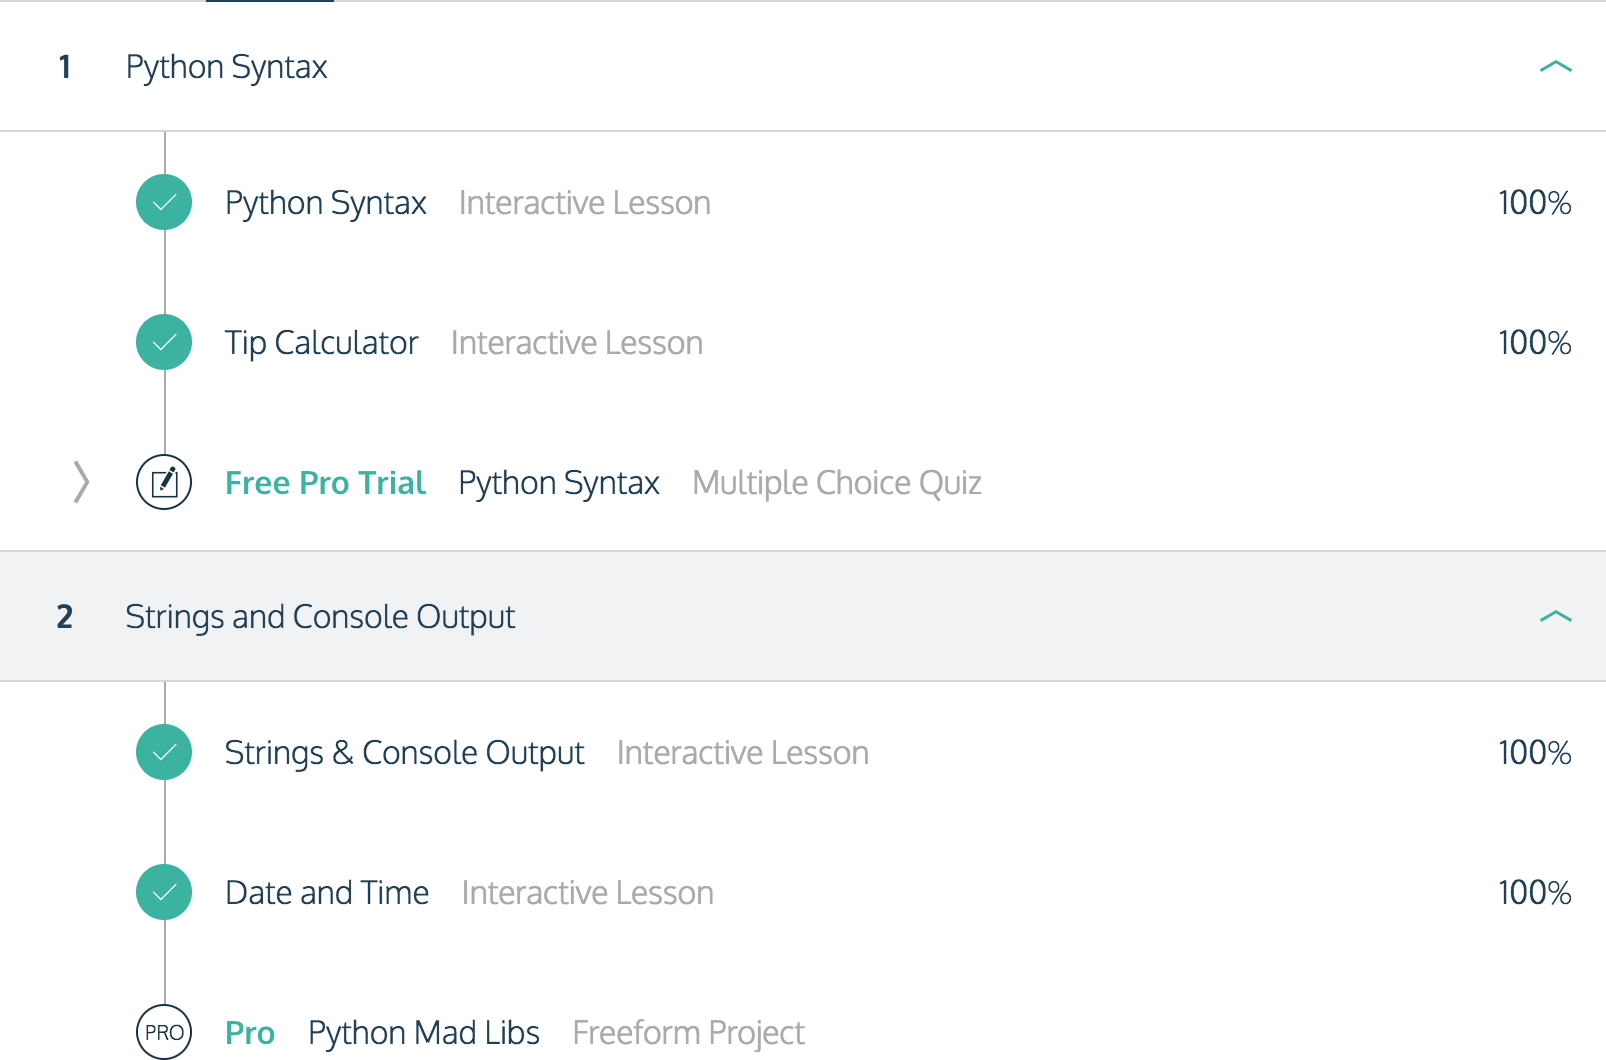 1 Python Syntax
Python Syntax Interactive Lesson 100%
Tip Calculator Interactive Lesson 100%
Free Pro Trial Python Syntax Multiple Choice Quiz
2 Strings and Console Output
Strings & Console Output Interactive Lesson 100%
Date and Time Interactive Lesson 100%
PRO Pro Python Mad Libs Freeform Project